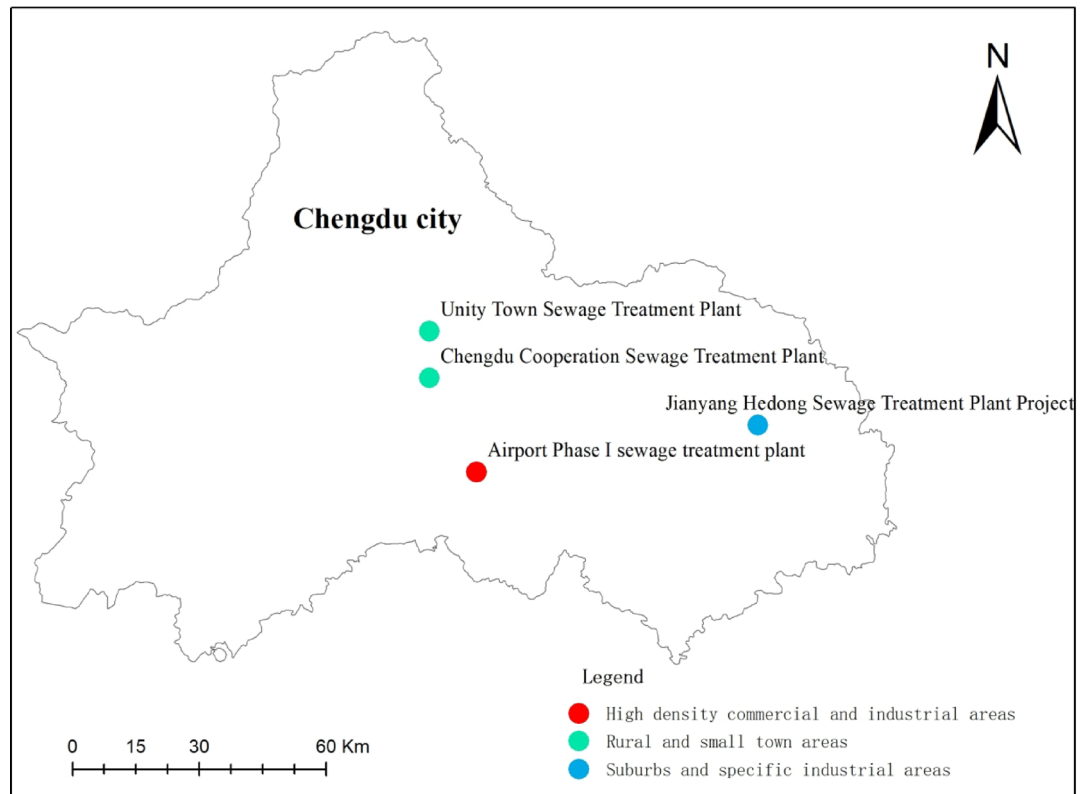 N
Chengdu city
Unity Town Sewage Treatment Plant
Chengdu Cooperation Sewage Treatment Plant
Jianyang Hedong Sewage Treatment Plant Project
Airport Phase I sewage treatment plant
Legend
High density commercial and industrial areas
Rural and small town areas
Suburbs and specific industrial areas
0 15 30 60 Km